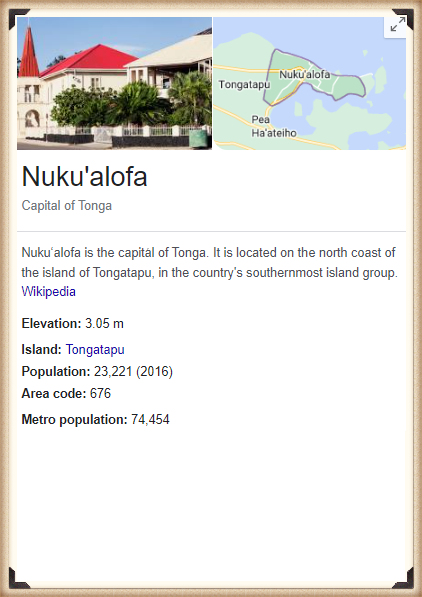 Nuku'alofa
Tongatapu
Pea
Ha'ateiho
Nuku'alofa
Capital of Tonga
Nukuʻalofa is the capital of Tonga. It is located on the north coast of
the island of Tongatapu, in the country's southernmost island group.
Wikipedia
Elevation: 3.05 m
Island: Tongatapu
Population: 23,221 (2016)
Area code: 676
Metro population: 74,454